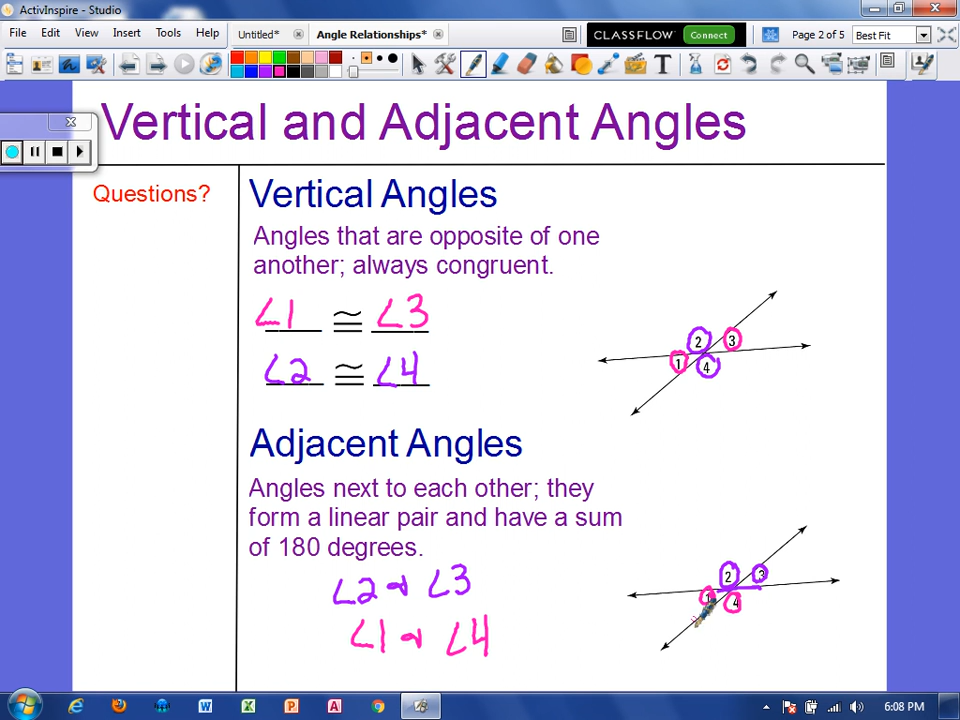 ActivInspire - Studio
File Edit View Insert Tools Help Untitled* Angle Relationships* CLASSFLOW Connect Page 2 of 5 Best Fit
Vertical and Adjacent Angles
Questions?
Vertical Angles
Angles that are opposite of one
another; always congruent.
∠1 ≅ ∠3
∠2 ≅ ∠4
2 3
1 4
Adjacent Angles
Angles next to each other; they
form a linear pair and have a sum
of 180 degrees.
∠2 & ∠3
∠1 & ∠4
2 3
1 4
6:08 PM